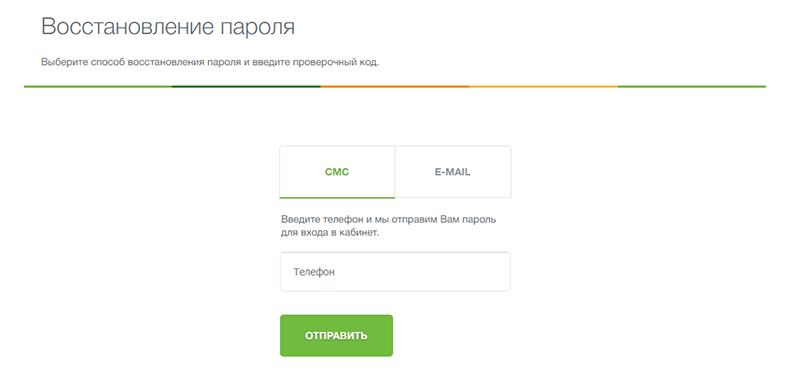 Восстановление пароля
Выберите способ восстановления пароля и введите проверочный код.
СМС
E-MAIL
Введите телефон и мы отправим Вам пароль
для входа в кабинет.
Телефон
ОТПРАВИТЬ